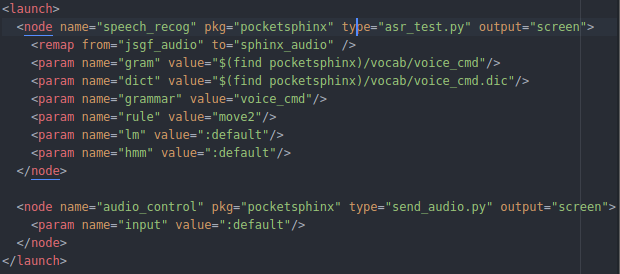 <launch>
  <node name="speech_recog" pkg="pocketsphinx" type="asr_test.py" output="screen">
    <remap from="jsgf_audio" to="sphinx_audio" />
    <param name="gram" value="$(find pocketsphinx)/vocab/voice_cmd"/>
    <param name="dict" value="$(find pocketsphinx)/vocab/voice_cmd.dic"/>
    <param name="grammar" value="voice_cmd"/>
    <param name="rule" value="move2"/>
    <param name="lm" value=":default"/>
    <param name="hmm" value=":default"/>
  </node>

  <node name="audio_control" pkg="pocketsphinx" type="send_audio.py" output="screen">
    <param name="input" value=":default"/>
  </node>
</launch>